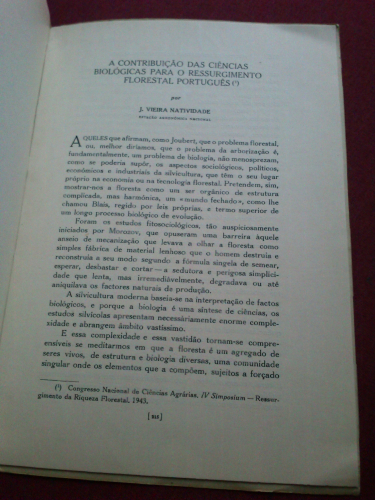 A CONTRIBUIÇÃO DAS CIÊNCIAS
BIOLÓGICAS PARA O RESSURGIMENTO
FLORESTAL PORTUGUÊS (¹)
por
J. VIEIRA NATIVIDADE
ESTAÇÃO AGRONÓMICA NACIONAL
AQUELES que afirmam, como Joubert, que o problema florestal,
ou, melhor diríamos, que o problema da arborização é,
fundamentalmente, um problema de biologia, não menosprezam,
como se poderia supôr, os aspectos sociológicos, políticos,
económicos e industriais da silvicultura, que têm o seu lugar
próprio na economia ou na tecnologia florestal. Pretendem, sim,
mostrar-nos a floresta como um ser orgânico de estrutura
complicada, mas harmónica, um «mundo fechado», como lhe
chamou Blais, regido por leis próprias, e termo superior de
um longo processo biológico de evolução.
Foram os estudos fitosociológicos, tão auspiciosamente
iniciados por Morozov, que opuseram uma barreira àquele
anseio de mecanização que levava a olhar a floresta como
simples fábrica de material lenhoso que o homem destruía e
reconstruía a seu modo segundo a fórmula singela de semear,
esperar, desbastar e cortar — a sedutora e perigosa simplici-
dade que lenta, mas irremediàvelmente, degradava ou até
aniquilava os factores naturais de produção.
A silvicultura moderna baseia-se na interpretação de factos
biológicos, e porque a biologia é uma síntese de ciências, os
estudos silvícolas apresentam necessàriamente enorme comple-
xidade e abrangem âmbito vastíssimo.
E essa complexidade e essa vastidão tornam-se compre-
ensíveis se meditarmos em que a floresta é um agregado de
seres vivos, de estrutura e biologia diversas, uma comunidade
singular onde os elementos que a compõem, sujeitos a forçado
(¹) Congresso Nacional de Ciências Agrárias, IV Simposium — Ressur-
gimento da Riqueza Florestal, 1943.